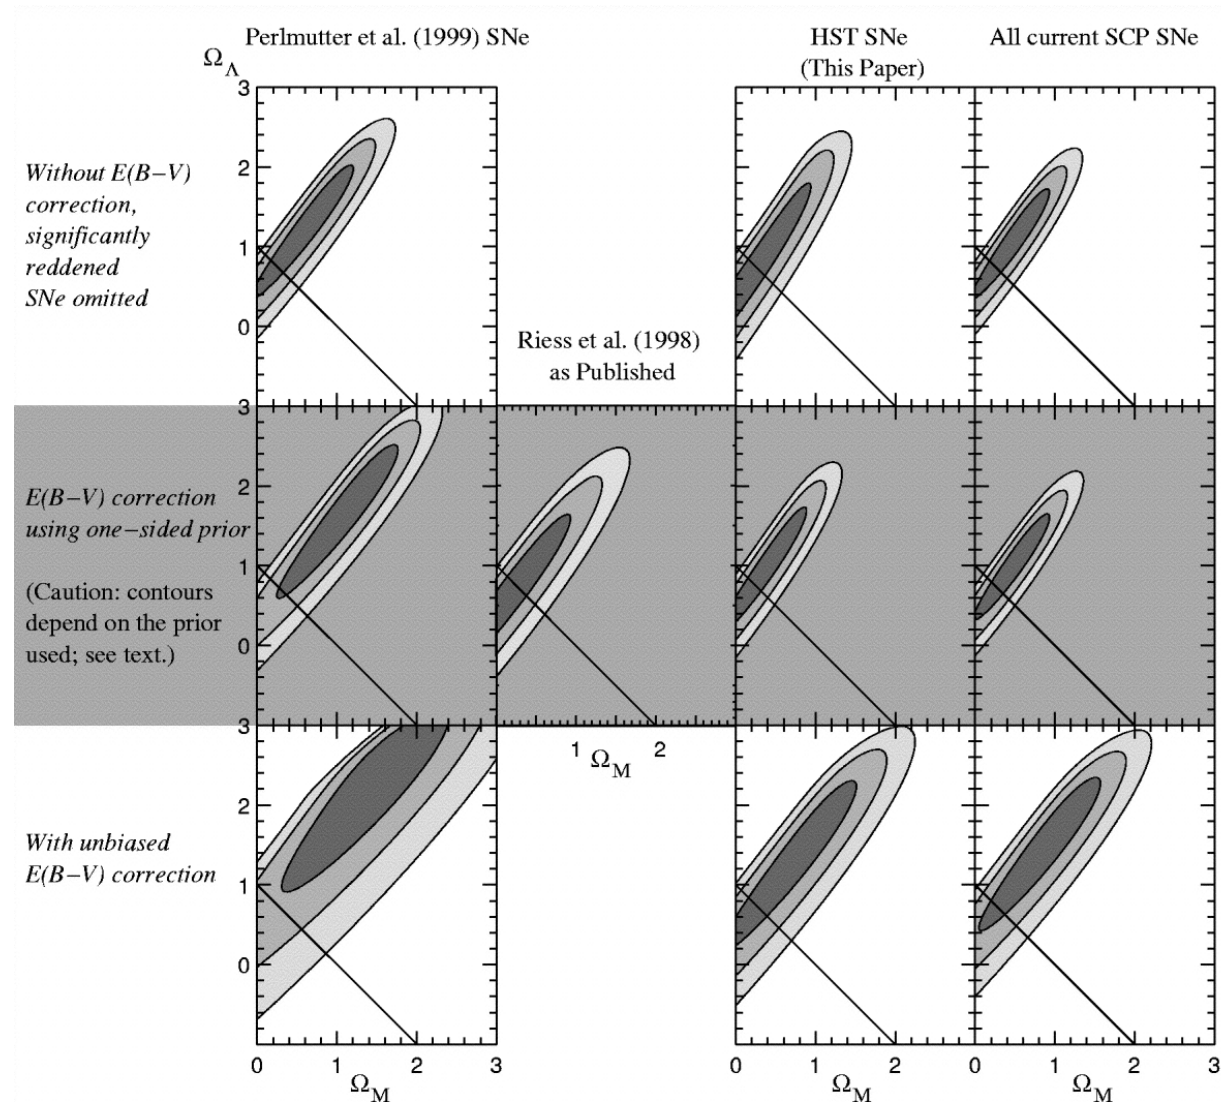 Perlmutter et al. (1999) SNe
HST SNe
(This Paper)
All current SCP SNe
Ω_Λ
3
2
1
0
Without E(B−V)
correction,
significantly
reddened
SNe omitted
Riess et al. (1998)
as Published
3
2
1
0
E(B−V) correction
using one−sided prior
(Caution: contours
depend on the prior
used; see text.)
1 2
Ω_M
3
2
1
0
With unbiased
E(B−V) correction
0 1 2 3
Ω_M
0 1 2
Ω_M
0 1 2 3
Ω_M